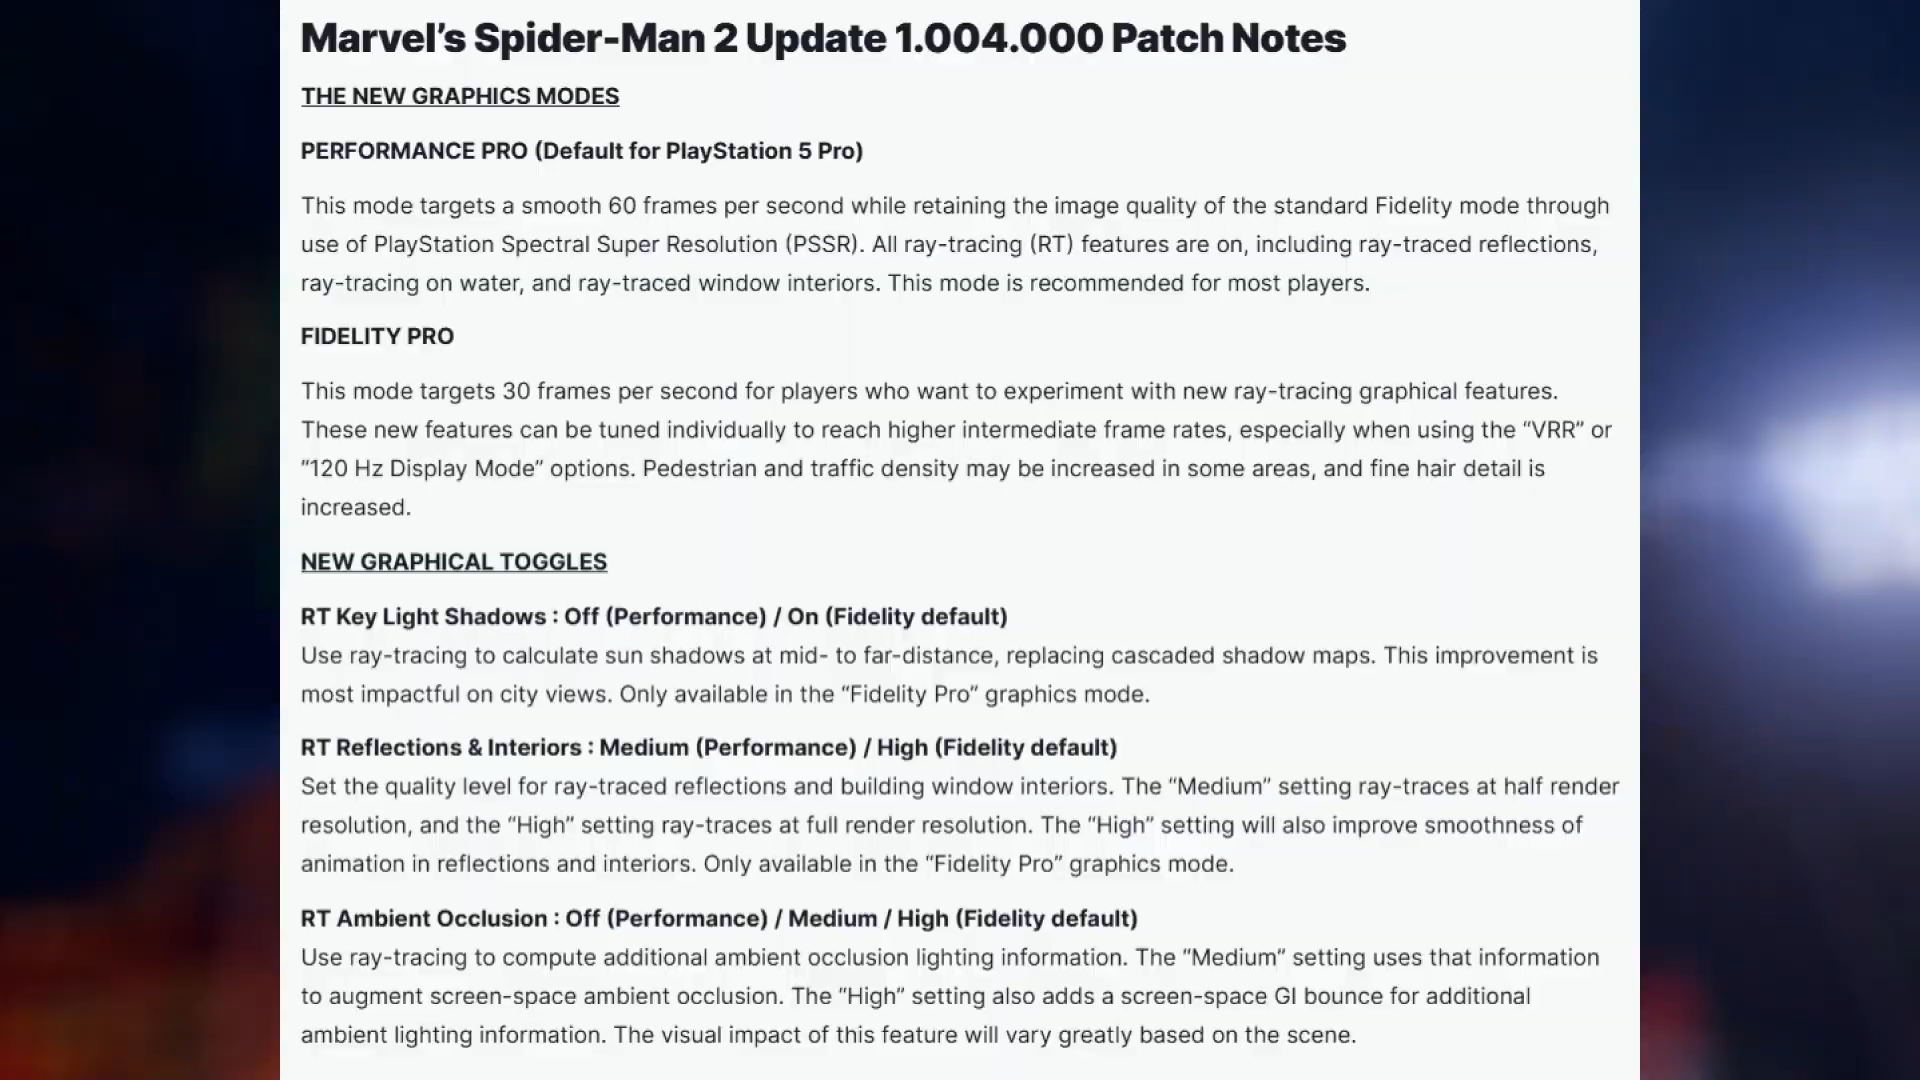 Marvel’s Spider-Man 2 Update 1.004.000 Patch Notes
THE NEW GRAPHICS MODES
PERFORMANCE PRO (Default for PlayStation 5 Pro)
This mode targets a smooth 60 frames per second while retaining the image quality of the standard Fidelity mode through
use of PlayStation Spectral Super Resolution (PSSR). All ray-tracing (RT) features are on, including ray-traced reflections,
ray-tracing on water, and ray-traced window interiors. This mode is recommended for most players.
FIDELITY PRO
This mode targets 30 frames per second for players who want to experiment with new ray-tracing graphical features.
These new features can be tuned individually to reach higher intermediate frame rates, especially when using the “VRR” or
“120 Hz Display Mode” options. Pedestrian and traffic density may be increased in some areas, and fine hair detail is
increased.
NEW GRAPHICAL TOGGLES
RT Key Light Shadows : Off (Performance) / On (Fidelity default)
Use ray-tracing to calculate sun shadows at mid- to far-distance, replacing cascaded shadow maps. This improvement is
most impactful on city views. Only available in the “Fidelity Pro” graphics mode.
RT Reflections & Interiors : Medium (Performance) / High (Fidelity default)
Set the quality level for ray-traced reflections and building window interiors. The “Medium” setting ray-traces at half render
resolution, and the “High” setting ray-traces at full render resolution. The “High” setting will also improve smoothness of
animation in reflections and interiors. Only available in the “Fidelity Pro” graphics mode.
RT Ambient Occlusion : Off (Performance) / Medium / High (Fidelity default)
Use ray-tracing to compute additional ambient occlusion lighting information. The “Medium” setting uses that information
to augment screen-space ambient occlusion. The “High” setting also adds a screen-space GI bounce for additional
ambient lighting information. The visual impact of this feature will vary greatly based on the scene.